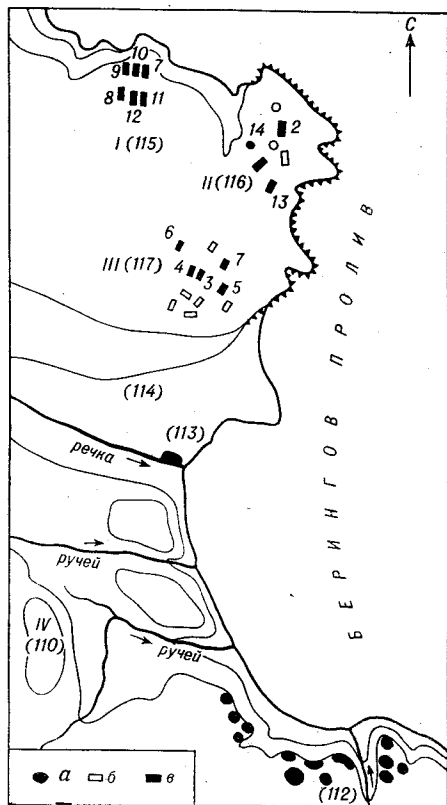 С
10
9 7
8 11
12
I (115)
14 2
II (116)
13
6
7
III (117)
4 3 5
(114)
(113)
речка
ручей
IV
(110)
ручей
(112)
БЕРИНГОВ ПРОЛИВ
а б в